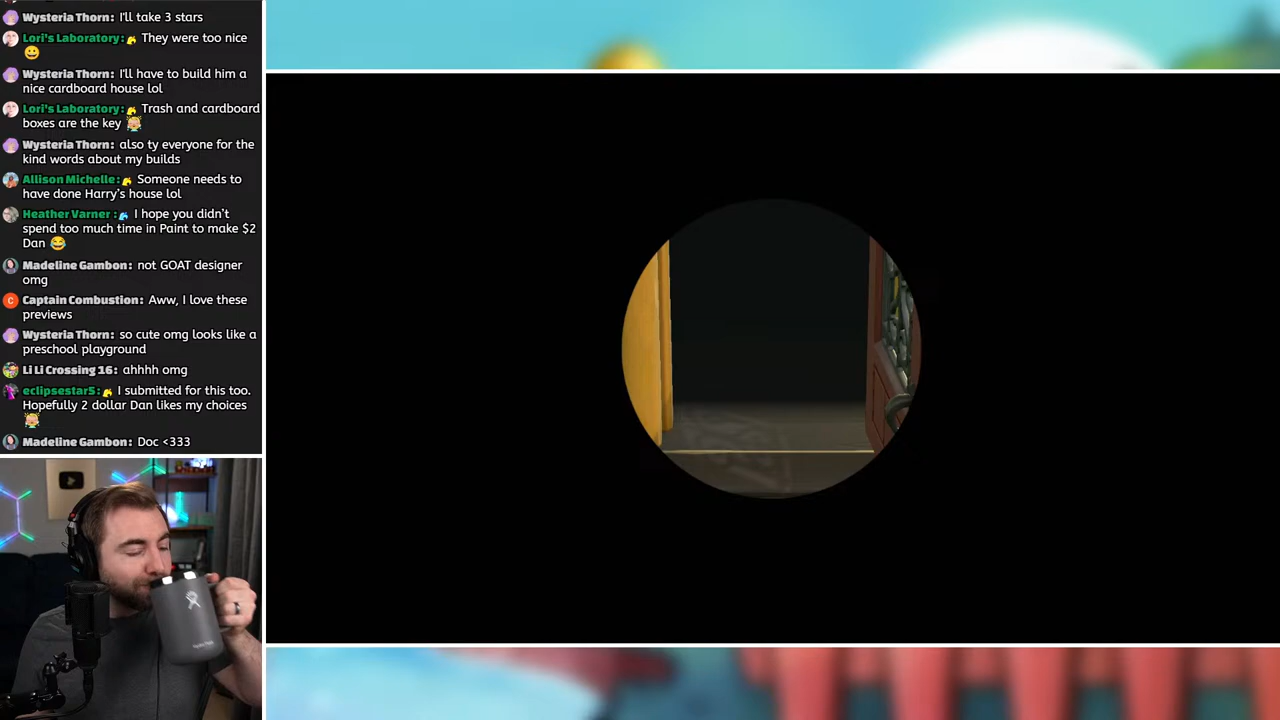 Wysteria Thorn: I'll take 3 stars
Lori's Laboratory: They were too nice
Wysteria Thorn: I'll have to build him a
nice cardboard house lol
Lori's Laboratory: Trash and cardboard
boxes are the key
Wysteria Thorn: also ty everyone for the
kind words about my builds
Allison Michelle: Someone needs to
have done Harry's house lol
Heather Varner : I hope you didn't
spend too much time in Paint to make $2
Dan
Madeline Gambon: not GOAT designer
omg
Captain Combustion: Aww, I love these
previews
Wysteria Thorn: so cute omg looks like a
preschool playground
Li Li Crossing 16: ahhhh omg
eclipsestar5: I submitted for this too.
Hopefully 2 dollar Dan likes my choices
Madeline Gambon: Doc <333